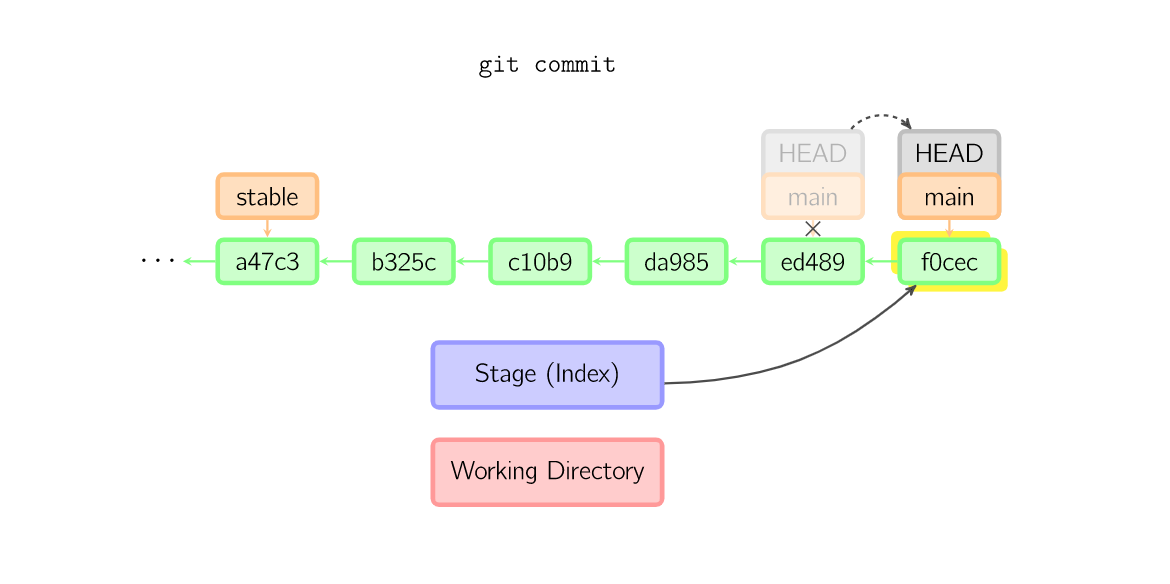 git commit
HEAD HEAD
stable main main
... a47c3 b325c c10b9 da985 ed489 f0cec
Stage (Index)
Working Directory